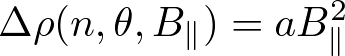 Δρ(n, θ, B∥) = aB∥²